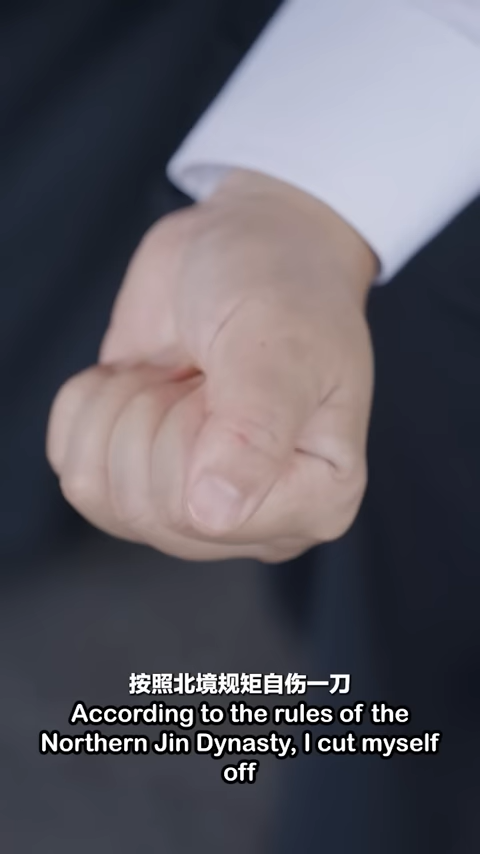 按照北境规矩自伤一刀
According to the rules of the
Northern Jin Dynasty, I cut myself
off